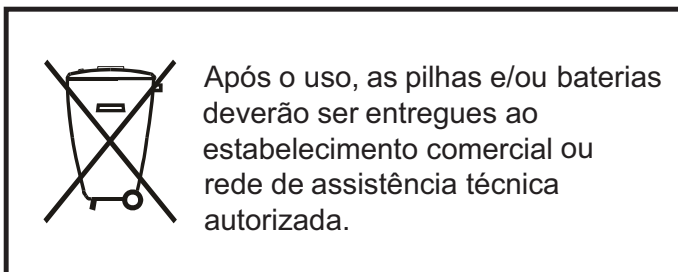 Após o uso, as pilhas e/ou baterias
deverão ser entregues ao
estabelecimento comercial ou
rede de assistência técnica
autorizada.